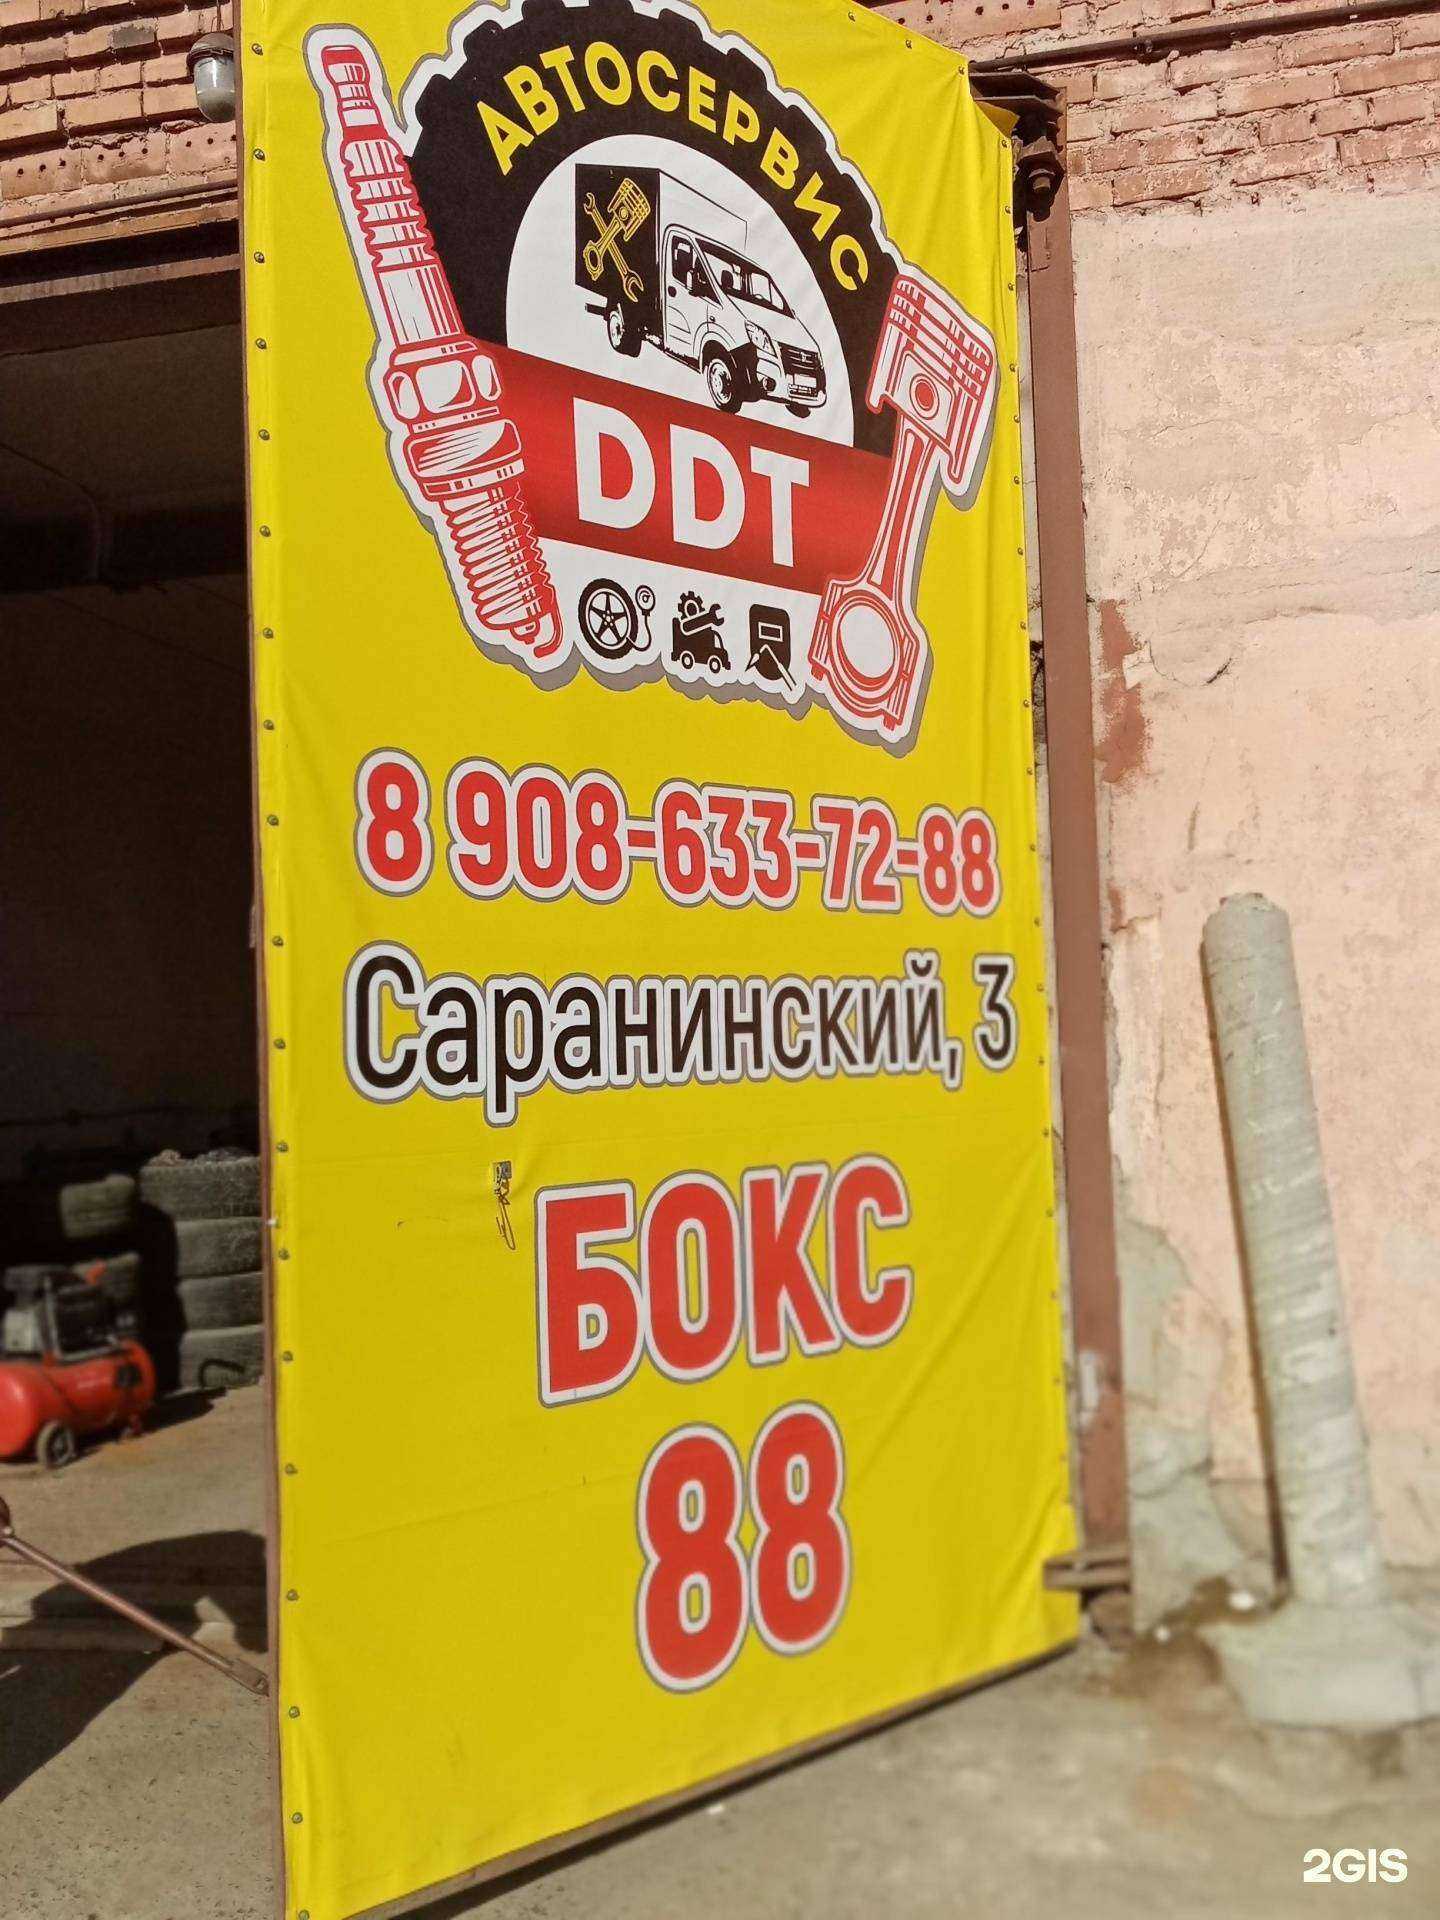 АВТОСЕРВИС
DDT
8 908-633-72-88
Саранинский, 3
БОКС
88
2GIS